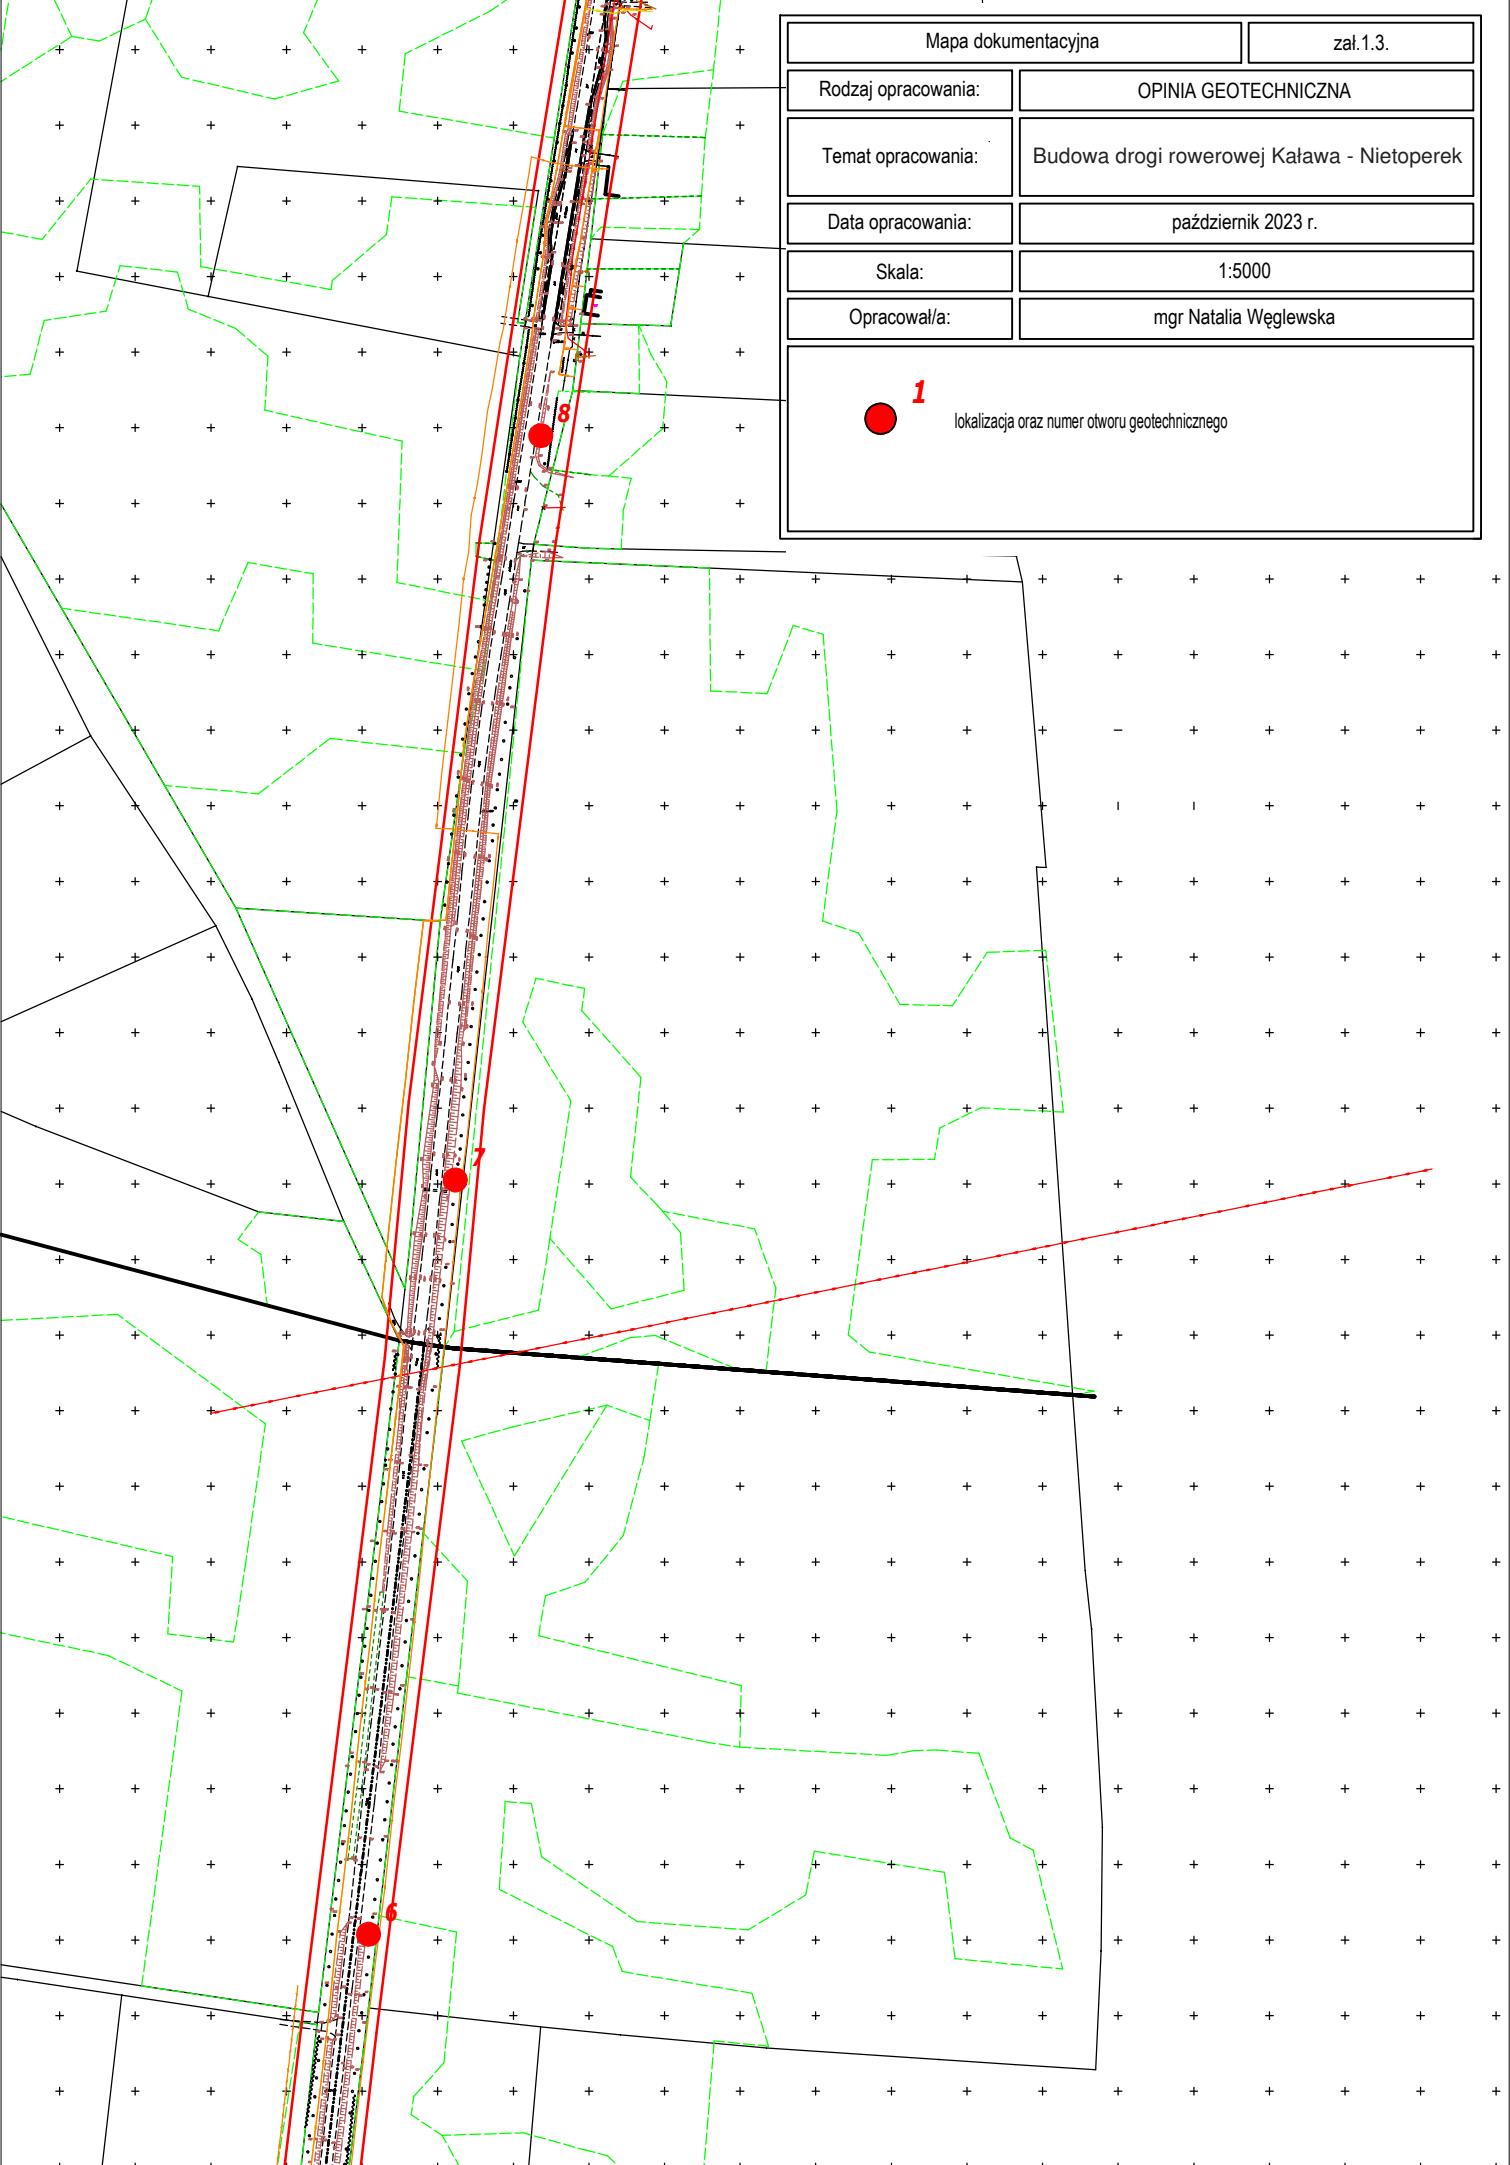 Mapa dokumentacyjna
zał.1.3.
Rodzaj opracowania:
OPINIA GEOTECHNICZNA
Temat opracowania:
Budowa drogi rowerowej Kaława - Nietoperek
Data opracowania:
październik 2023 r.
Skala:
1:5000
Opracował/a:
mgr Natalia Węglewska
1
lokalizacja oraz numer otworu geotechnicznego
8
7
6